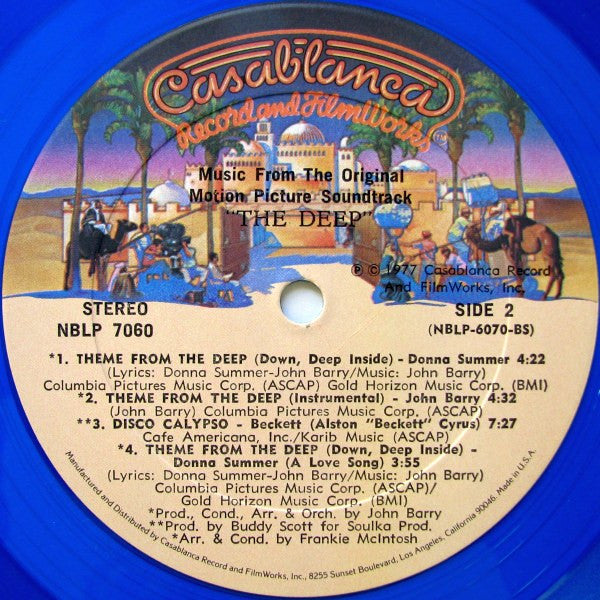 Casablanca
Record and FilmWorks
Music From The Original
Motion Picture Soundtrack
"THE DEEP"
℗ © 1977 Casablanca Record
And FilmWorks, Inc.
STEREO
NBLP 7060
SIDE 2
(NBLP-6070-BS)
*1. THEME FROM THE DEEP (Down, Deep Inside) - Donna Summer 4:22
(Lyrics: Donna Summer-John Barry/Music: John Barry)
Columbia Pictures Music Corp. (ASCAP) Gold Horizon Music Corp. (BMI)
*2. THEME FROM THE DEEP (Instrumental) - John Barry 4:32
(John Barry) Columbia Pictures Music Corp. (ASCAP)
**3. DISCO CALYPSO - Beckett (Alston "Beckett" Cyrus) 7:27
Cafe Americana, Inc./Karib Music (ASCAP)
*4. THEME FROM THE DEEP (Down, Deep Inside) -
Donna Summer (A Love Song) 3:55
(Lyrics: Donna Summer-John Barry/Music: John Barry)
Columbia Pictures Music Corp. (ASCAP)/
Gold Horizon Music Corp. (BMI)
*Prod., Cond., Arr. & Orch. by John Barry
**Prod. by Buddy Scott for Soulka Prod.
*Arr. & Cond. by Frankie McIntosh
Manufactured and Distributed by Casablanca Record and FilmWorks, Inc., 8255 Sunset Boulevard, Los Angeles, California 90046. Made in U.S.A.